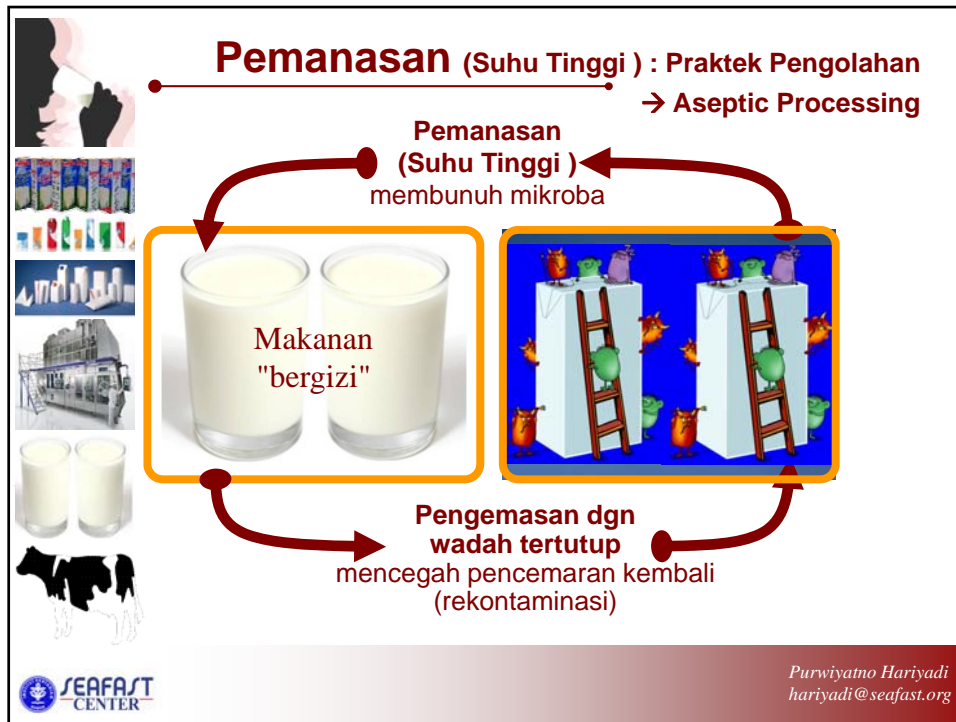 Pemanasan (Suhu Tinggi ) : Praktek Pengolahan
→ Aseptic Processing
Pemanasan
(Suhu Tinggi )
membunuh mikroba
Makanan
"bergizi"
Pengemasan dgn
wadah tertutup
mencegah pencemaran kembali
(rekontaminasi)
SEAFAST
CENTER
Purwiyatno Hariyadi
hariyadi@seafast.org